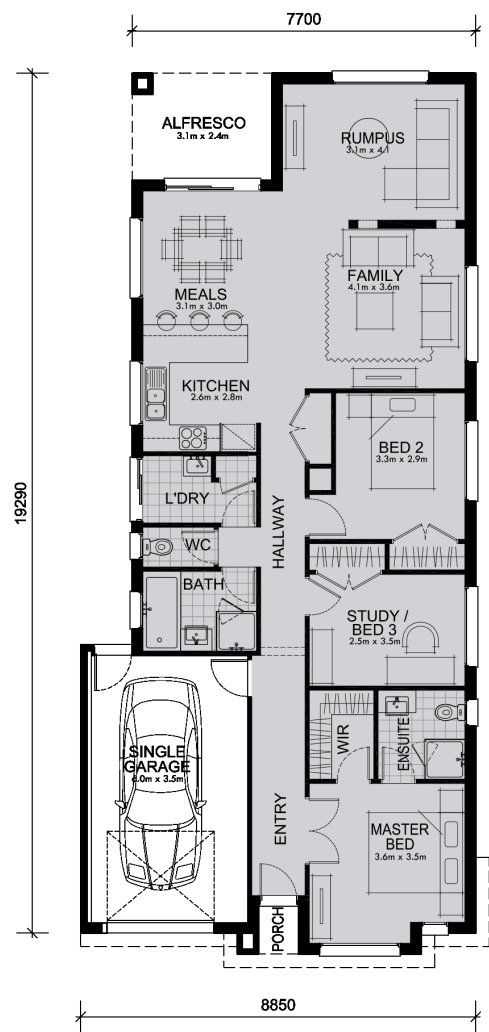 7700
ALFRESCO
3.1m x 2.4m
RUMPUS
3.1m x 4.1
FAMILY
4.1m x 3.6m
MEALS
3.1m x 3.0m
KITCHEN
2.6m x 2.8m
BED 2
3.3m x 2.9m
L'DRY
HALLWAY
19290
WC
BATH
STUDY /
BED 3
2.5m x 3.5m
WIR
ENSUITE
SINGLE
GARAGE
6.0m x 3.5m
ENTRY
MASTER
BED
3.6m x 3.5m
PORCH
8850